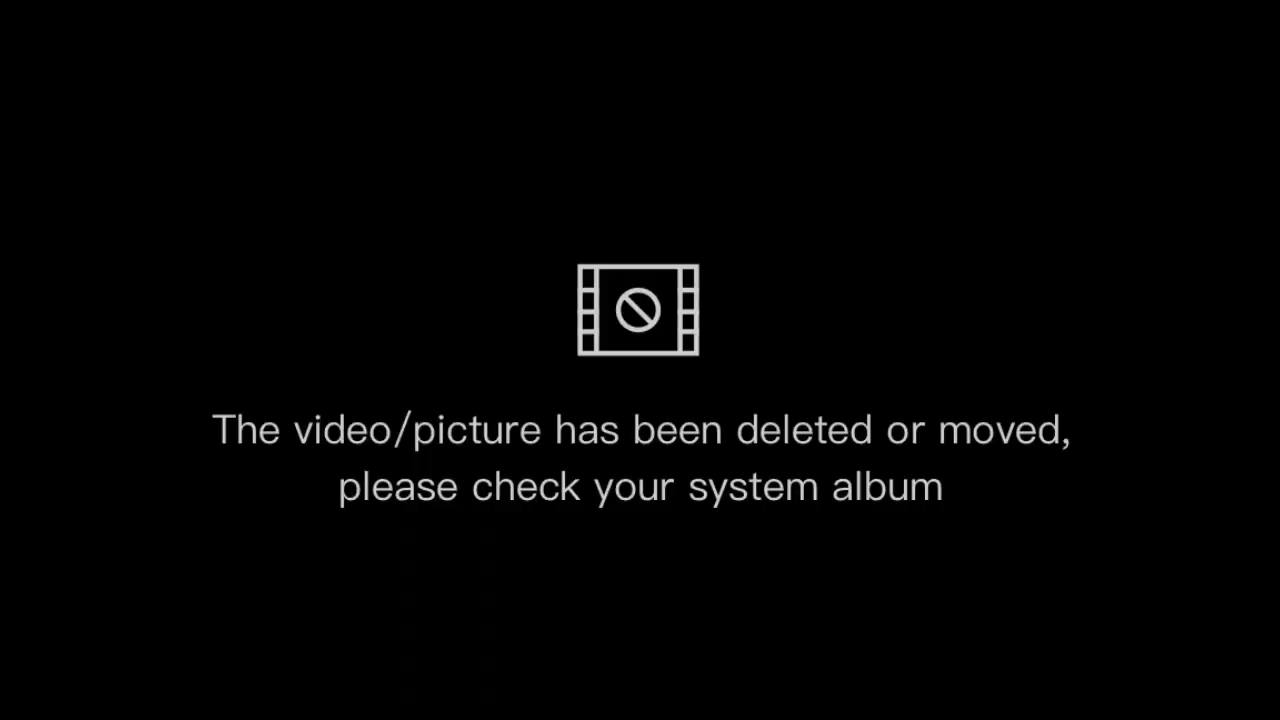 The video/picture has been deleted or moved,
please check your system album